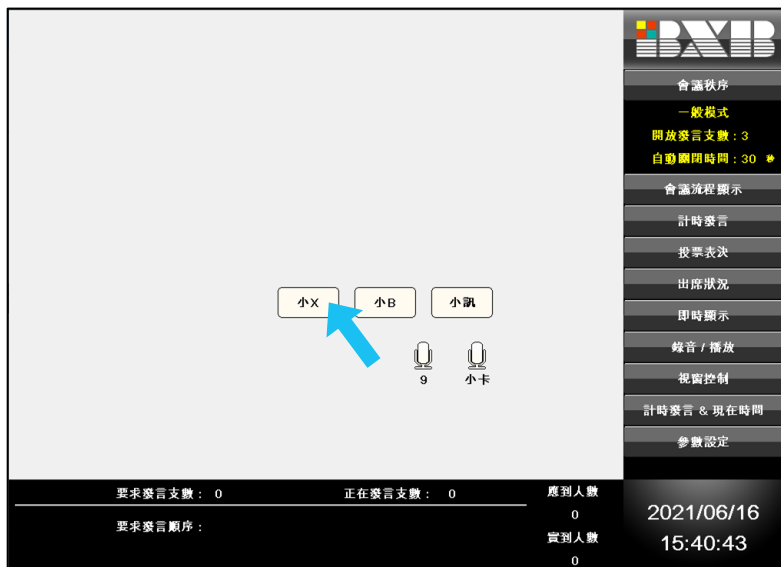 BXB
會議秩序
一般模式
開放發言支數：3
自動關閉時間：30 秒
會議流程顯示
計時發言
投票表決
出席狀況
即時顯示
錄音 / 播放
視窗控制
計時發言 & 現在時間
參數設定
小X
小B
小訊
9
小卡
要求發言支數： 0
正在發言支數： 0
要求發言順序：
應到人數
0
實到人數
0
2021/06/16
15:40:43